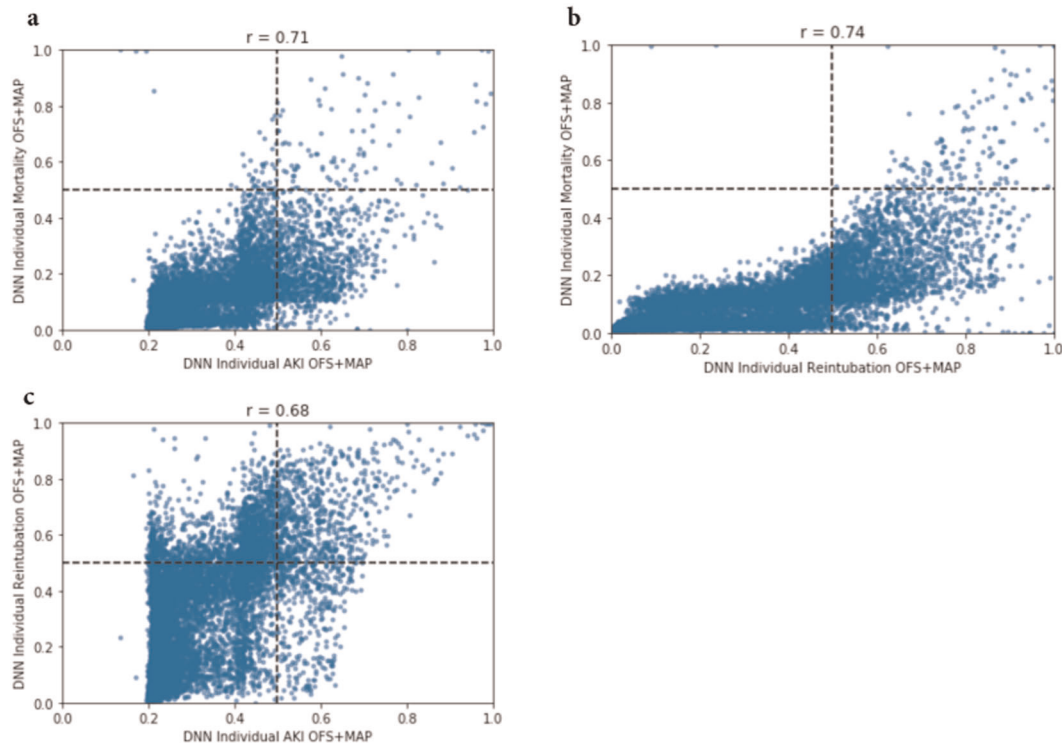 a
r = 0.71
DNN Individual Mortality OFS+MAP
1.0
0.8
0.6
0.4
0.2
0.0
0.0 0.2 0.4 0.6 0.8 1.0
DNN Individual AKI OFS+MAP
b
r = 0.74
DNN Individual Mortality OFS+MAP
1.0
0.8
0.6
0.4
0.2
0.0
0.0 0.2 0.4 0.6 0.8 1.0
DNN Individual Reintubation OFS+MAP
c
r = 0.68
DNN Individual Reintubation OFS+MAP
1.0
0.8
0.6
0.4
0.2
0.0
0.0 0.2 0.4 0.6 0.8 1.0
DNN Individual AKI OFS+MAP